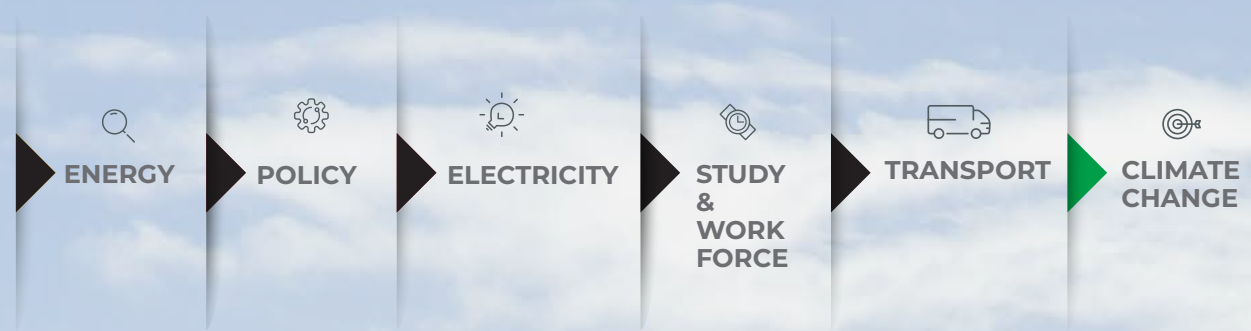 ENERGY
POLICY
ELECTRICITY
STUDY
&
WORK
FORCE
TRANSPORT
CLIMATE
CHANGE